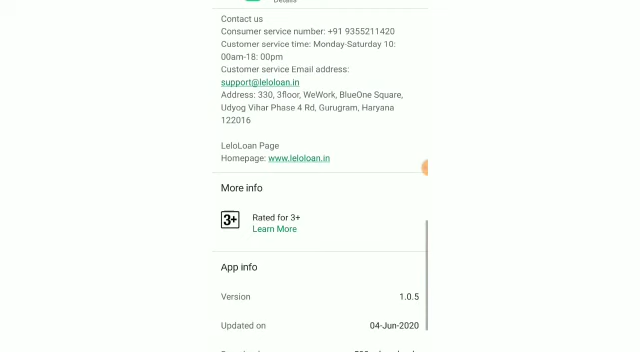 Details
Contact us
Consumer service number: +91 9355211420
Customer service time: Monday-Saturday 10:
00am-18: 00pm
Customer service Email address:
support@leloloan.in
Address: 330, 3floor, WeWork, BlueOne Square,
Udyog Vihar Phase 4 Rd, Gurugram, Haryana
122016
LeloLoan Page
Homepage: www.leloloan.in
More info
3+ Rated for 3+
Learn More
App info
Version 1.0.5
Updated on 04-Jun-2020